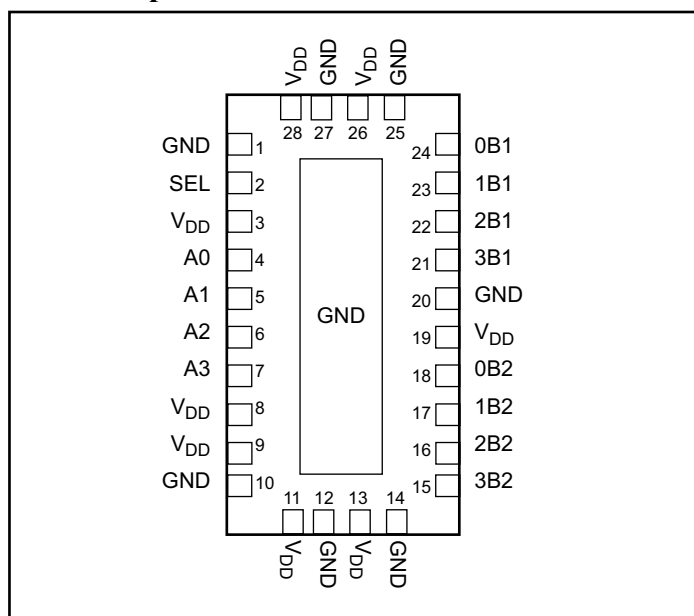 V_DD GND V_DD GND
28 27 26 25
GND 1
SEL 2
V_DD 3
A0 4
A1 5
A2 6
A3 7
V_DD 8
V_DD 9
GND 10
GND
24 0B1
23 1B1
22 2B1
21 3B1
20 GND
19 V_DD
18 0B2
17 1B2
16 2B2
15 3B2
11 12 13 14
V_DD GND V_DD GND